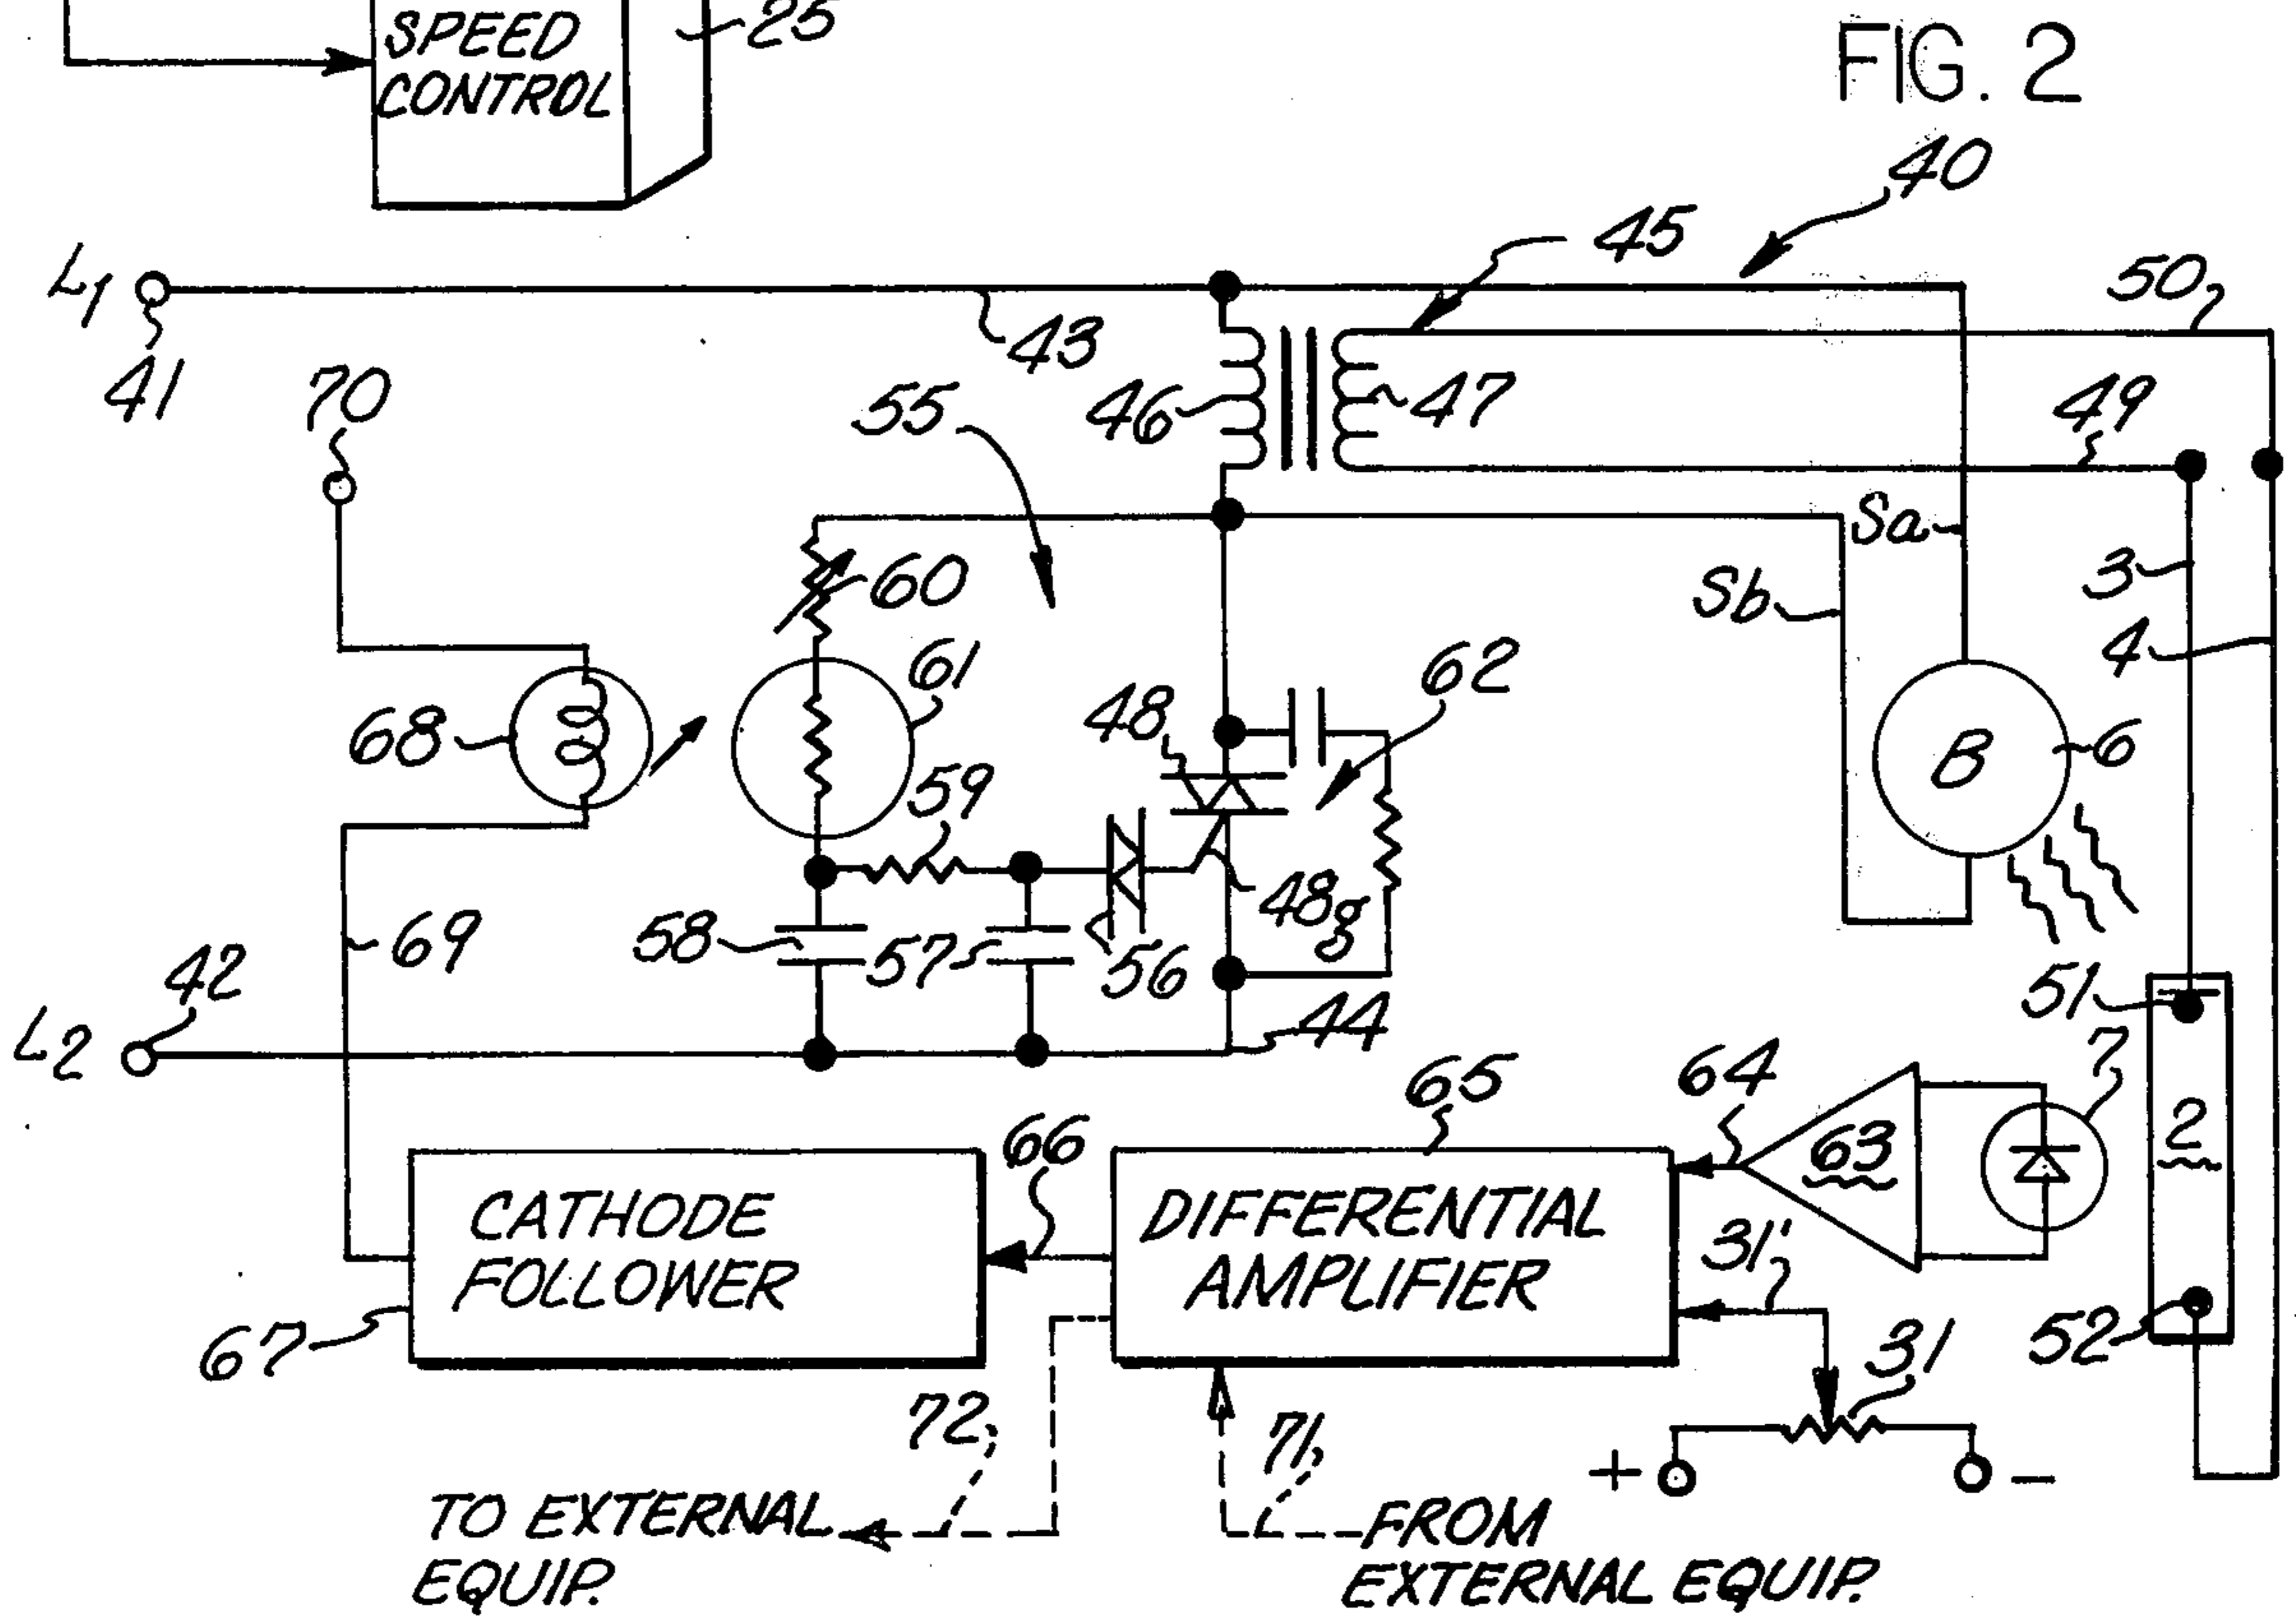 SPEED
CONTROL
25
FIG. 2
40
45
50
L1
41
43
46
47
49
70
55
Sa
60
Sb
3
4
61
62
68
48
B
6
59
69
58
57
56
48g
51
42
L2
44
7
65
64
66
63
2
CATHODE
FOLLOWER
DIFFERENTIAL
AMPLIFIER
31'
67
52
31
72
71
+
-
TO EXTERNAL
EQUIP.
FROM
EXTERNAL EQUIP.